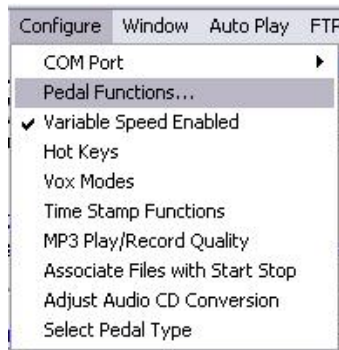 Configure Window Auto Play FTP
COM Port
Pedal Functions...
Variable Speed Enabled
Hot Keys
Vox Modes
Time Stamp Functions
MP3 Play/Record Quality
Associate Files with Start Stop
Adjust Audio CD Conversion
Select Pedal Type